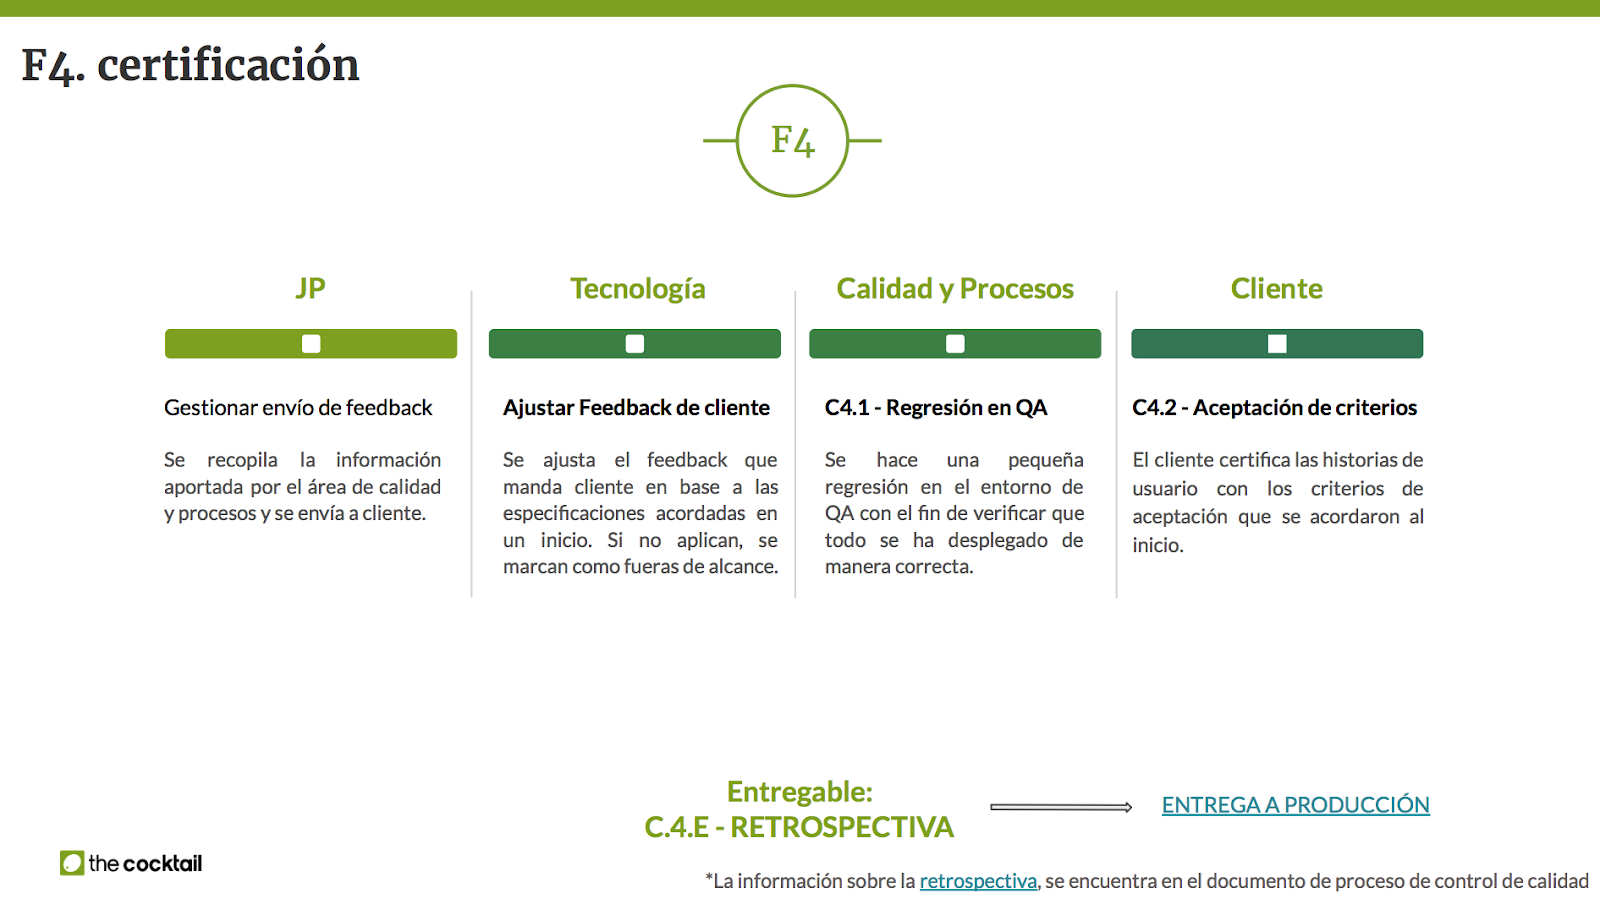 F4. certificación
F4
JP
Gestionar envío de feedback
Se recopila la información
aportada por el área de calidad
y procesos y se envía a cliente.
Tecnología
Ajustar Feedback de cliente
Se ajusta el feedback que
manda cliente en base a las
especificaciones acordadas en
un inicio. Si no aplican, se
marcan como fueras de alcance.
Calidad y Procesos
C4.1 - Regresión en QA
Se hace una pequeña
regresión en el entorno de
QA con el fin de verificar que
todo se ha desplegado de
manera correcta.
Cliente
C4.2 - Aceptación de criterios
El cliente certifica las historias de
usuario con los criterios de
aceptación que se acordaron al
inicio.
Entregable:
C.4.E - RETROSPECTIVA
ENTREGA A PRODUCCIÓN
the cocktail
*La información sobre la retrospectiva, se encuentra en el documento de proceso de control de calidad